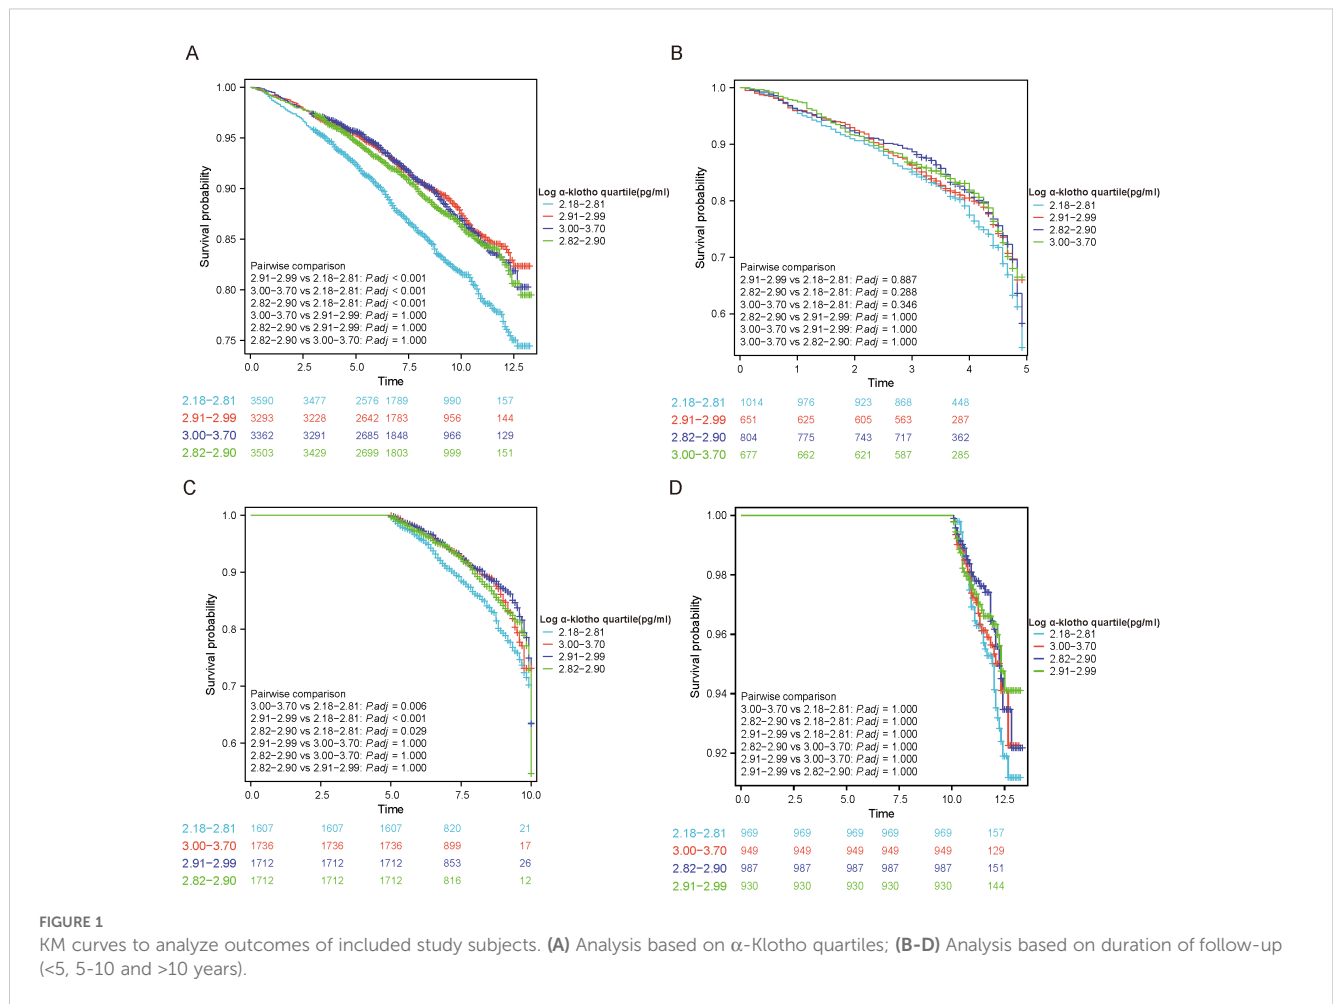 A
Survival probability
1.00
0.95
0.90
0.85
0.80
0.75
Pairwise comparison
2.91−2.99 vs 2.18−2.81: P.adj < 0.001
3.00−3.70 vs 2.18−2.81: P.adj < 0.001
2.82−2.90 vs 2.18−2.81: P.adj < 0.001
3.00−3.70 vs 2.91−2.99: P.adj = 1.000
2.82−2.90 vs 2.91−2.99: P.adj = 1.000
2.82−2.90 vs 3.00−3.70: P.adj = 1.000
0.0 2.5 5.0 7.5 10.0 12.5
Time
Log α-klotho quartile(pg/ml)
2.18−2.81
2.91−2.99
3.00−3.70
2.82−2.90
2.18−2.81 3590 3477 2576 1789 990 157
2.91−2.99 3293 3228 2642 1783 956 144
3.00−3.70 3362 3291 2685 1848 966 129
2.82−2.90 3503 3429 2699 1803 999 151
B
Survival probability
1.0
0.9
0.8
0.7
0.6
Pairwise comparison
2.91−2.99 vs 2.18−2.81: P.adj = 0.887
2.82−2.90 vs 2.18−2.81: P.adj = 0.288
3.00−3.70 vs 2.18−2.81: P.adj = 0.346
2.82−2.90 vs 2.91−2.99: P.adj = 1.000
3.00−3.70 vs 2.91−2.99: P.adj = 1.000
3.00−3.70 vs 2.82−2.90: P.adj = 1.000
0 1 2 3 4 5
Time
Log α-klotho quartile(pg/ml)
2.18−2.81
2.91−2.99
2.82−2.90
3.00−3.70
2.18−2.81 1014 976 923 868 448
2.91−2.99 651 625 605 563 287
2.82−2.90 804 775 743 717 362
3.00−3.70 677 662 621 587 285
C
Survival probability
1.0
0.9
0.8
0.7
0.6
Pairwise comparison
3.00−3.70 vs 2.18−2.81: P.adj = 0.006
2.91−2.99 vs 2.18−2.81: P.adj < 0.001
2.82−2.90 vs 2.18−2.81: P.adj = 0.029
2.91−2.99 vs 3.00−3.70: P.adj = 1.000
2.82−2.90 vs 3.00−3.70: P.adj = 1.000
2.82−2.90 vs 2.91−2.99: P.adj = 1.000
0.0 2.5 5.0 7.5 10.0
Time
Log α-klotho quartile(pg/ml)
2.18−2.81
3.00−3.70
2.91−2.99
2.82−2.90
2.18−2.81 1607 1607 1607 820 21
3.00−3.70 1736 1736 1736 899 17
2.91−2.99 1712 1712 1712 853 26
2.82−2.90 1712 1712 1712 816 12
D
Survival probability
1.00
0.98
0.96
0.94
0.92
Pairwise comparison
3.00−3.70 vs 2.18−2.81: P.adj = 1.000
2.82−2.90 vs 2.18−2.81: P.adj = 1.000
2.91−2.99 vs 2.18−2.81: P.adj = 1.000
2.82−2.90 vs 3.00−3.70: P.adj = 1.000
2.91−2.99 vs 3.00−3.70: P.adj = 1.000
2.91−2.99 vs 2.82−2.90: P.adj = 1.000
0.0 2.5 5.0 7.5 10.0 12.5
Time
Log α-klotho quartile(pg/ml)
2.18−2.81
3.00−3.70
2.82−2.90
2.91−2.99
2.18−2.81 969 969 969 969 969 157
3.00−3.70 949 949 949 949 949 129
2.82−2.90 987 987 987 987 987 151
2.91−2.99 930 930 930 930 930 144
FIGURE 1
KM curves to analyze outcomes of included study subjects. (A) Analysis based on α-Klotho quartiles; (B-D) Analysis based on duration of follow-up
(<5, 5-10 and >10 years).